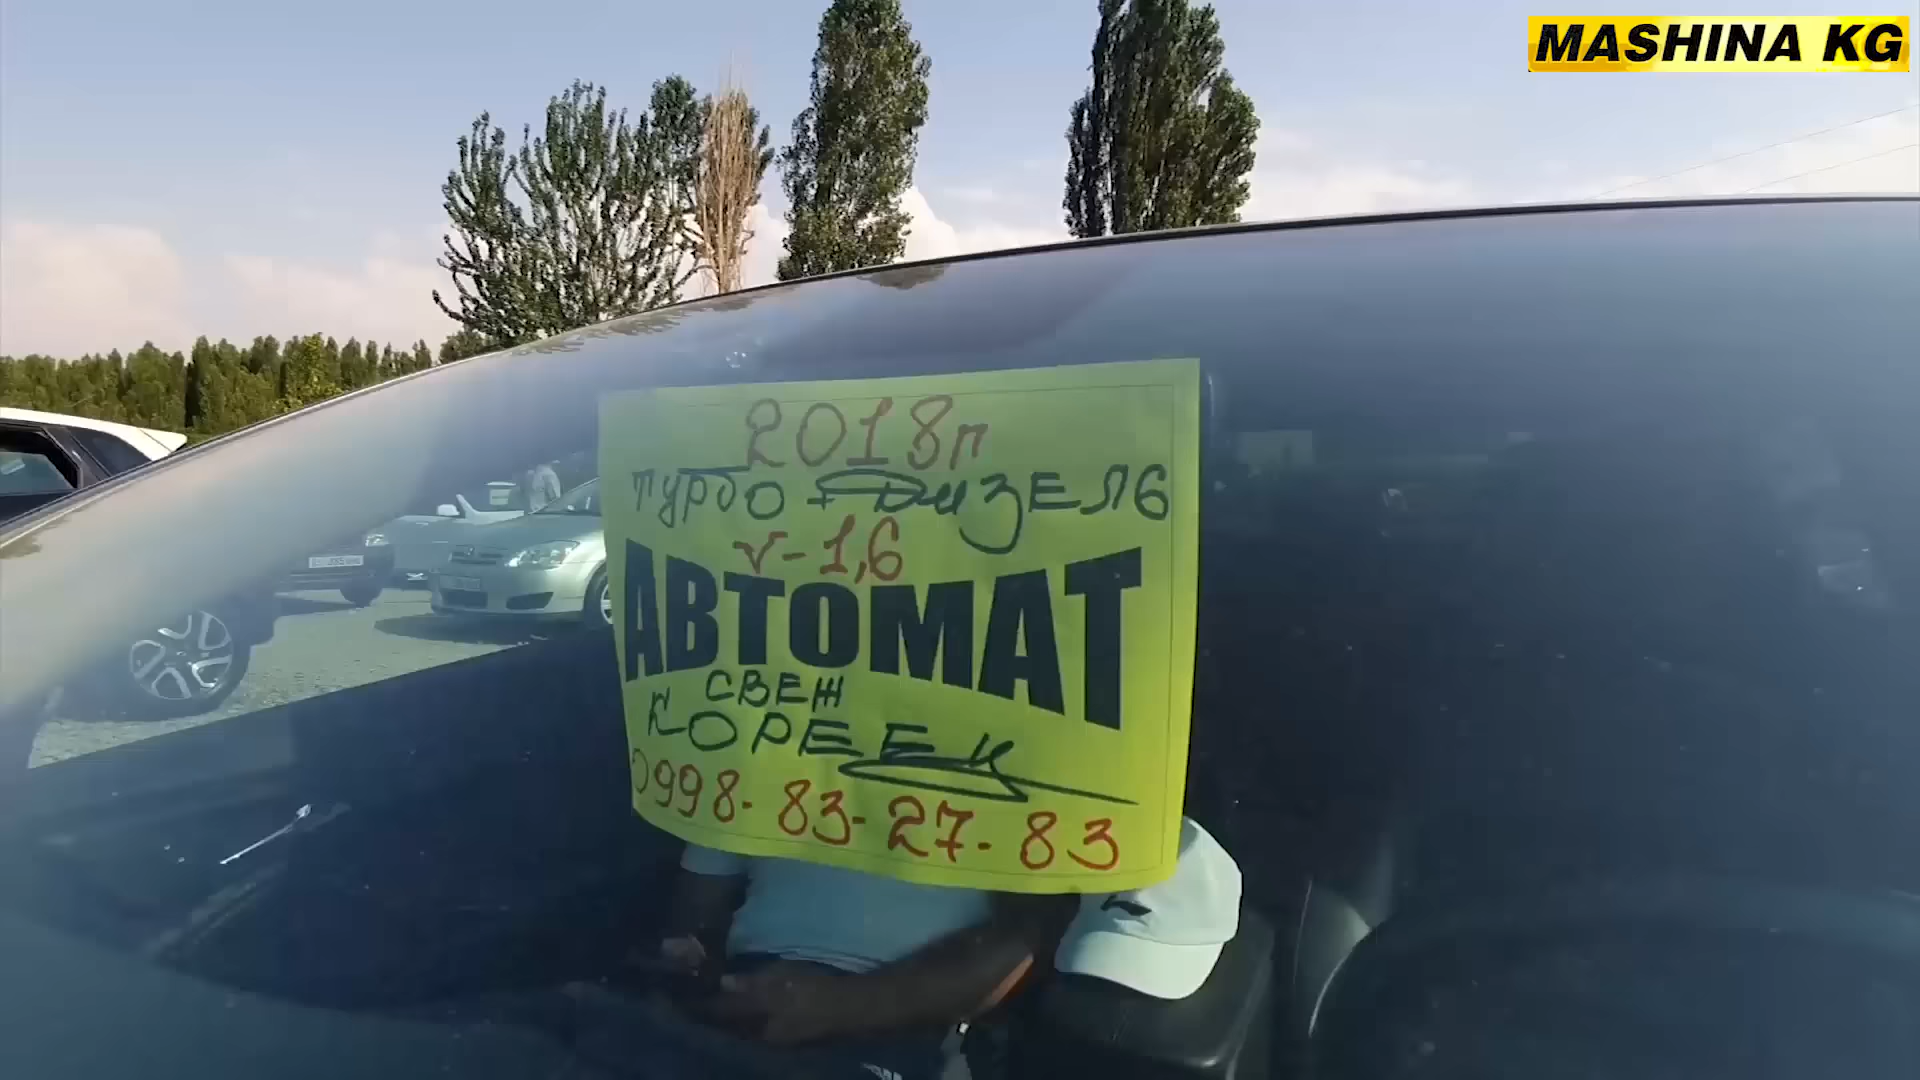 MASHINA KG
2018г
турбо + Дизель
v-1,6
АВТОМАТ
СВЕЖ
КОРЕЕЦ
0998-83-27-83